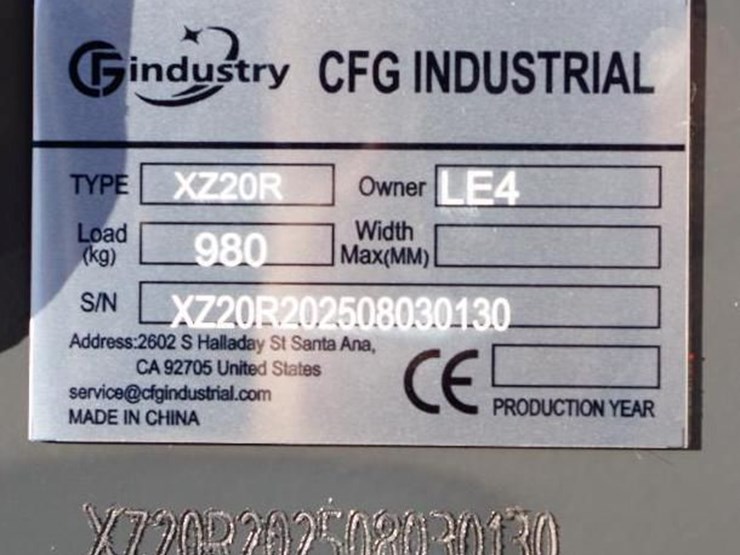 CFindustry CFG INDUSTRIAL
TYPE XZ20R Owner LE4
Load (kg) 980 Width Max(MM)
S/N XZ20R202508030130
Address:2602 S Halladay St Santa Ana,
CA 92705 United States
service@cfgindustrial.com
MADE IN CHINA
CE PRODUCTION YEAR
XZ20R202508030130